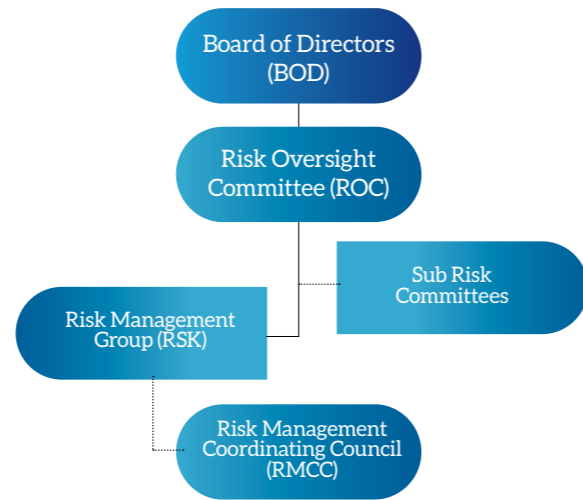 Board of Directors
(BOD)
Risk Oversight
Committee (ROC)
Sub Risk
Committees
Risk Management
Group (RSK)
Risk Management
Coordinating Council
(RMCC)